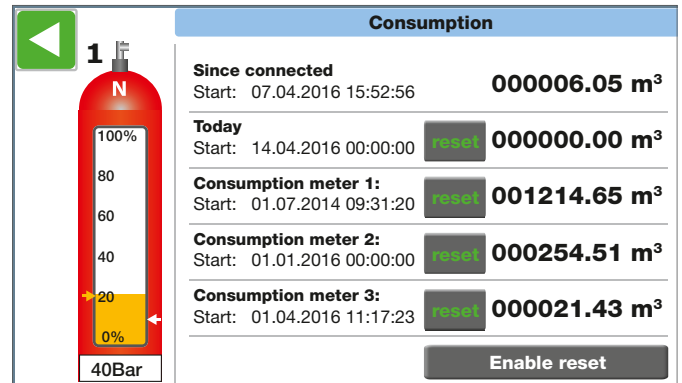 Consumption
1
N
100%
80
60
40
20
0%
40Bar
Since connected
Start: 07.04.2016 15:52:56
000006.05 m³
Today
Start: 14.04.2016 00:00:00
reset
000000.00 m³
Consumption meter 1:
Start: 01.07.2014 09:31:20
reset
001214.65 m³
Consumption meter 2:
Start: 01.01.2016 00:00:00
reset
000254.51 m³
Consumption meter 3:
Start: 01.04.2016 11:17:23
reset
000021.43 m³
Enable reset